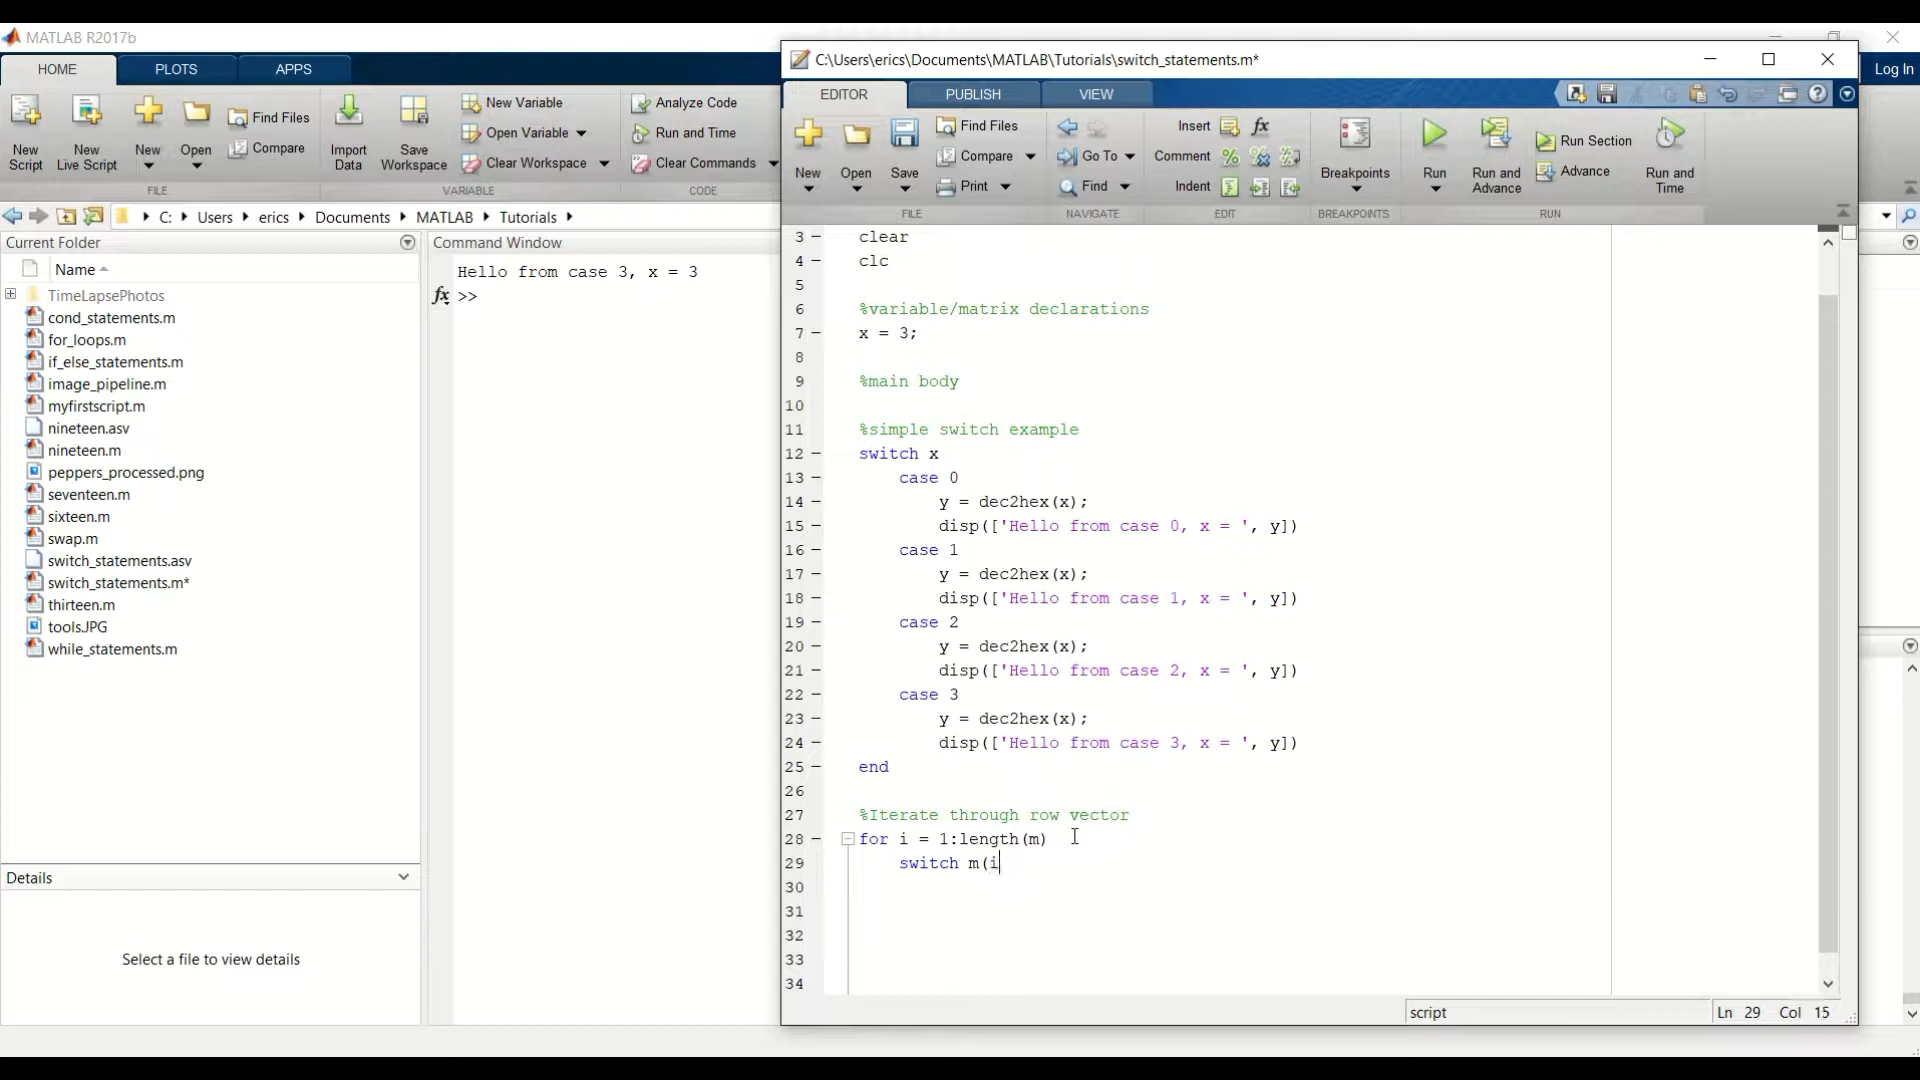 MATLAB R2017b
HOME
PLOTS
APPS
Log In
New Script
New Live Script
New
Open
Find Files
Compare
Import Data
Save Workspace
New Variable
Open Variable
Clear Workspace
Analyze Code
Run and Time
Clear Commands
FILE
VARIABLE
CODE
C: Users erics Documents MATLAB Tutorials
Current Folder
Name
TimeLapsePhotos
cond_statements.m
for_loops.m
if_else_statements.m
image_pipeline.m
myfirstscript.m
nineteen.asv
nineteen.m
peppers_processed.png
seventeen.m
sixteen.m
swap.m
switch_statements.asv
switch_statements.m*
thirteen.m
tools.JPG
while_statements.m
Details
Select a file to view details
Command Window
Hello from case 3, x = 3
fx >>
C:\Users\erics\Documents\MATLAB\Tutorials\switch_statements.m*
EDITOR
PUBLISH
VIEW
New
Open
Save
Find Files
Compare
Print
Go To
Find
Insert
fx
Comment
Indent
Breakpoints
Run
Run and Advance
Run Section
Advance
Run and Time
FILE
NAVIGATE
EDIT
BREAKPOINTS
RUN
3 – clear
4 – clc
5
6 %variable/matrix declarations
7 – x = 3;
8
9 %main body
10
11 %simple switch example
12 – switch x
13 – case 0
14 – y = dec2hex(x);
15 – disp(['Hello from case 0, x = ', y])
16 – case 1
17 – y = dec2hex(x);
18 – disp(['Hello from case 1, x = ', y])
19 – case 2
20 – y = dec2hex(x);
21 – disp(['Hello from case 2, x = ', y])
22 – case 3
23 – y = dec2hex(x);
24 – disp(['Hello from case 3, x = ', y])
25 – end
26
27 %Iterate through row vector
28 – for i = 1:length(m)
29 switch m(i
30
31
32
33
34
script
Ln 29 Col 15